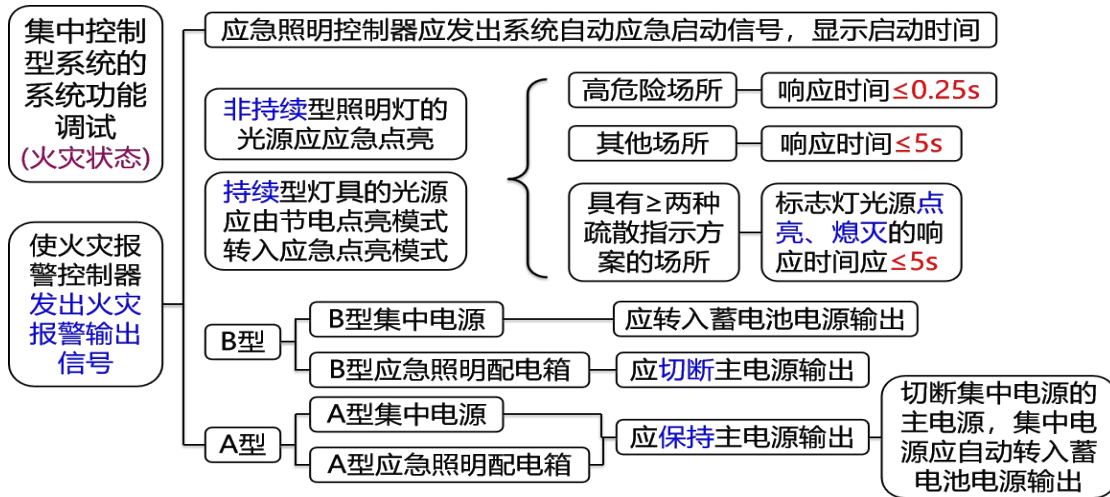 集中控制
型系统的
系统功能
调试
(火灾状态)
使火灾报
警控制器
发出火灾
报警输出
信号
应急照明控制器应发出系统自动应急启动信号，显示启动时间
非持续型照明灯的
光源应应急点亮
持续型灯具的光源
应由节电点亮模式
转入应急点亮模式
高危险场所
响应时间≤0.25s
其他场所
响应时间≤5s
具有≥两种
疏散指示方
案的场所
标志灯光源点
亮、熄灭的响
应时间应≤5s
B型
B型集中电源
应转入蓄电池电源输出
B型应急照明配电箱
应切断主电源输出
A型
A型集中电源
A型应急照明配电箱
应保持主电源输出
切断集中电源的
主电源，集中电
源应自动转入蓄
电池电源输出